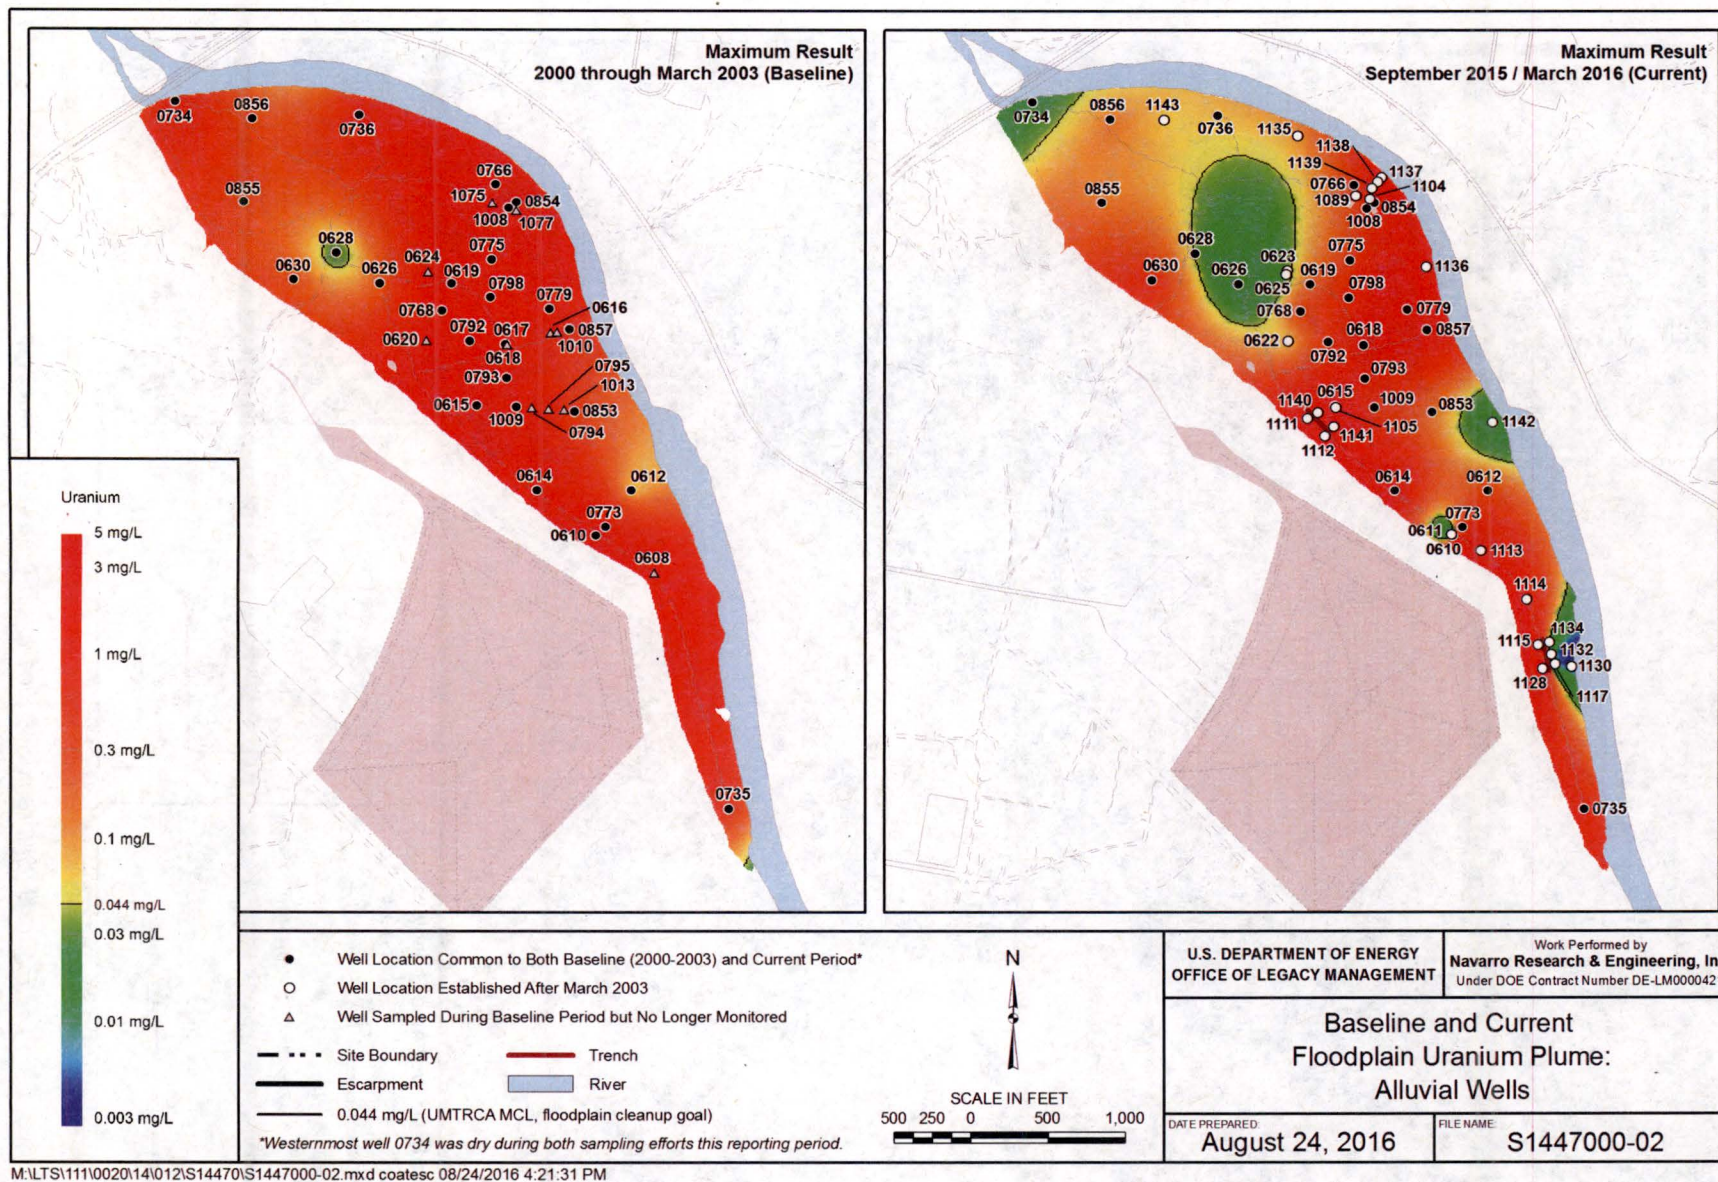 Maximum Result
2000 through March 2003 (Baseline)
0734
0856
0736
0766
1075
0854
1008
1077
0855
0628
0630
0626
0624
0619
0775
0798
0768
0779
0616
0620
0792
0617
0857
1010
0618
0793
0795
1013
0615
1009
0853
0794
0614
0612
0773
0610
0608
0735
Maximum Result
September 2015 / March 2016 (Current)
0734
0856
1143
0736
1135
1138
1139
1137
0766
1104
1089
0854
1008
0855
0628
0623
0775
0630
0626
0625
0619
0798
1136
0768
0779
0618
0857
0622
0792
0793
1140
0615
1009
0853
1142
1111
1141
1105
1112
0614
0612
0773
0611
0610
1113
1114
1134
1115
1132
1130
1128
1117
0735
Uranium
5 mg/L
3 mg/L
1 mg/L
0.3 mg/L
0.1 mg/L
0.044 mg/L
0.03 mg/L
0.01 mg/L
0.003 mg/L
Well Location Common to Both Baseline (2000-2003) and Current Period*
Well Location Established After March 2003
Well Sampled During Baseline Period but No Longer Monitored
Site Boundary
Trench
Escarpment
River
0.044 mg/L (UMTRCA MCL, floodplain cleanup goal)
*Westernmost well 0734 was dry during both sampling efforts this reporting period.
N
SCALE IN FEET
500 250 0 500 1,000
U.S. DEPARTMENT OF ENERGY
OFFICE OF LEGACY MANAGEMENT
Work Performed by
Navarro Research & Engineering, In
Under DOE Contract Number DE-LM000042
Baseline and Current
Floodplain Uranium Plume:
Alluvial Wells
DATE PREPARED:
August 24, 2016
FILE NAME:
S1447000-02
M:\LTS\111\0020\14\012\S14470\S1447000-02.mxd coatesc 08/24/2016 4:21:31 PM